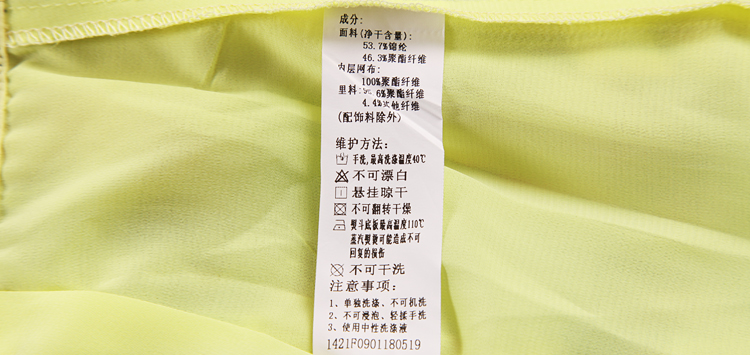 成分:
面料(净干含量):
53.7%锦纶
46.3%聚酯纤维
内层网布:
100%聚酯纤维
里料: 6%聚酯纤维
4.4% 纤维
(配饰料除外)
维护方法:
手洗,最高洗涤温度40℃
不可漂白
悬挂晾干
不可翻转干燥
熨斗底板最高温度110℃
蒸汽熨烫可能造成不可
回复的损伤
不可干洗
注意事项:
1、单独洗涤、不可机洗
2、不可浸泡、轻揉手洗
3、使用中性洗涤液
1421F0901180519